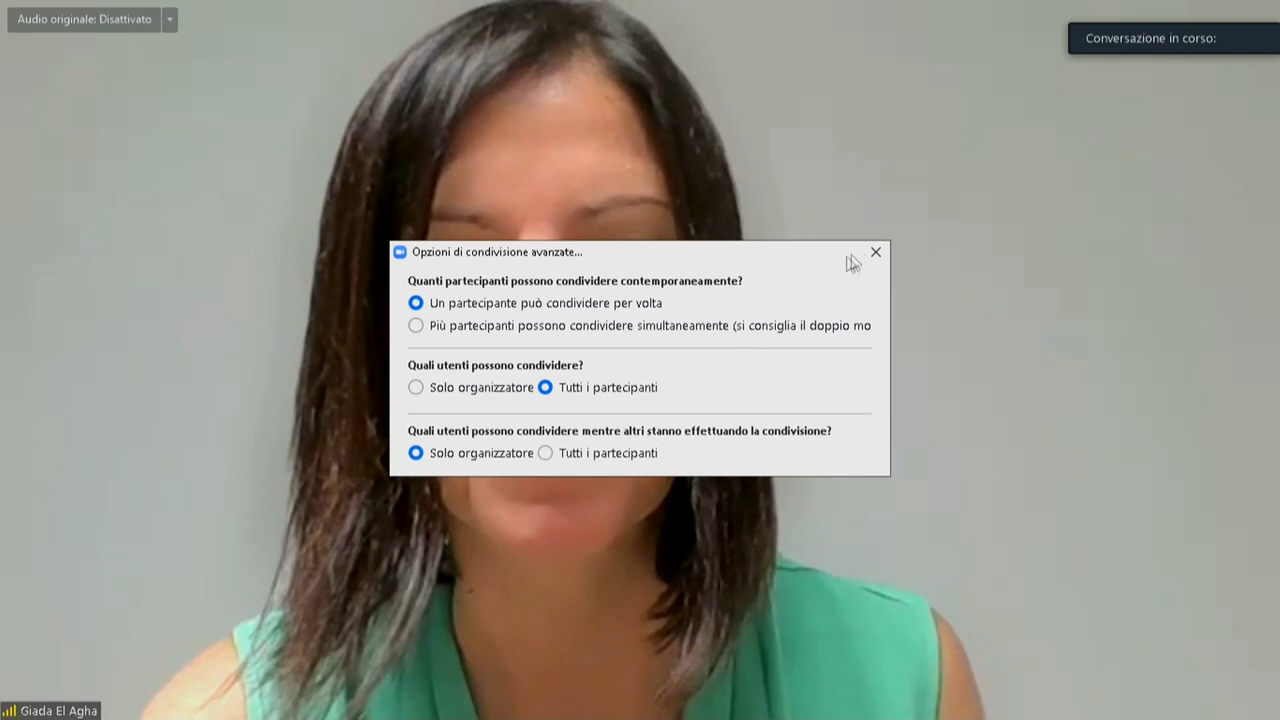 Audio originale: Disattivato
Conversazione in corso:
Opzioni di condivisione avanzate...
Quanti partecipanti possono condividere contemporaneamente?
Un partecipante può condividere per volta
Più partecipanti possono condividere simultaneamente (si consiglia il doppio mo
Quali utenti possono condividere?
Solo organizzatore Tutti i partecipanti
Quali utenti possono condividere mentre altri stanno effettuando la condivisione?
Solo organizzatore Tutti i partecipanti
Giada El Agha